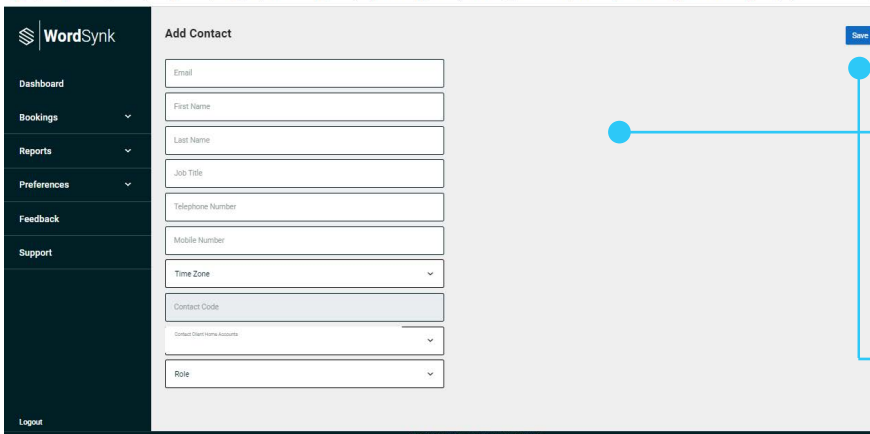 WordSynk
Dashboard
Bookings
Reports
Preferences
Feedback
Support
Logout
Add Contact
Save
Email
First Name
Last Name
Job Title
Telephone Number
Mobile Number
Time Zone
Contact Code
Contact Client Home Accounts
Role